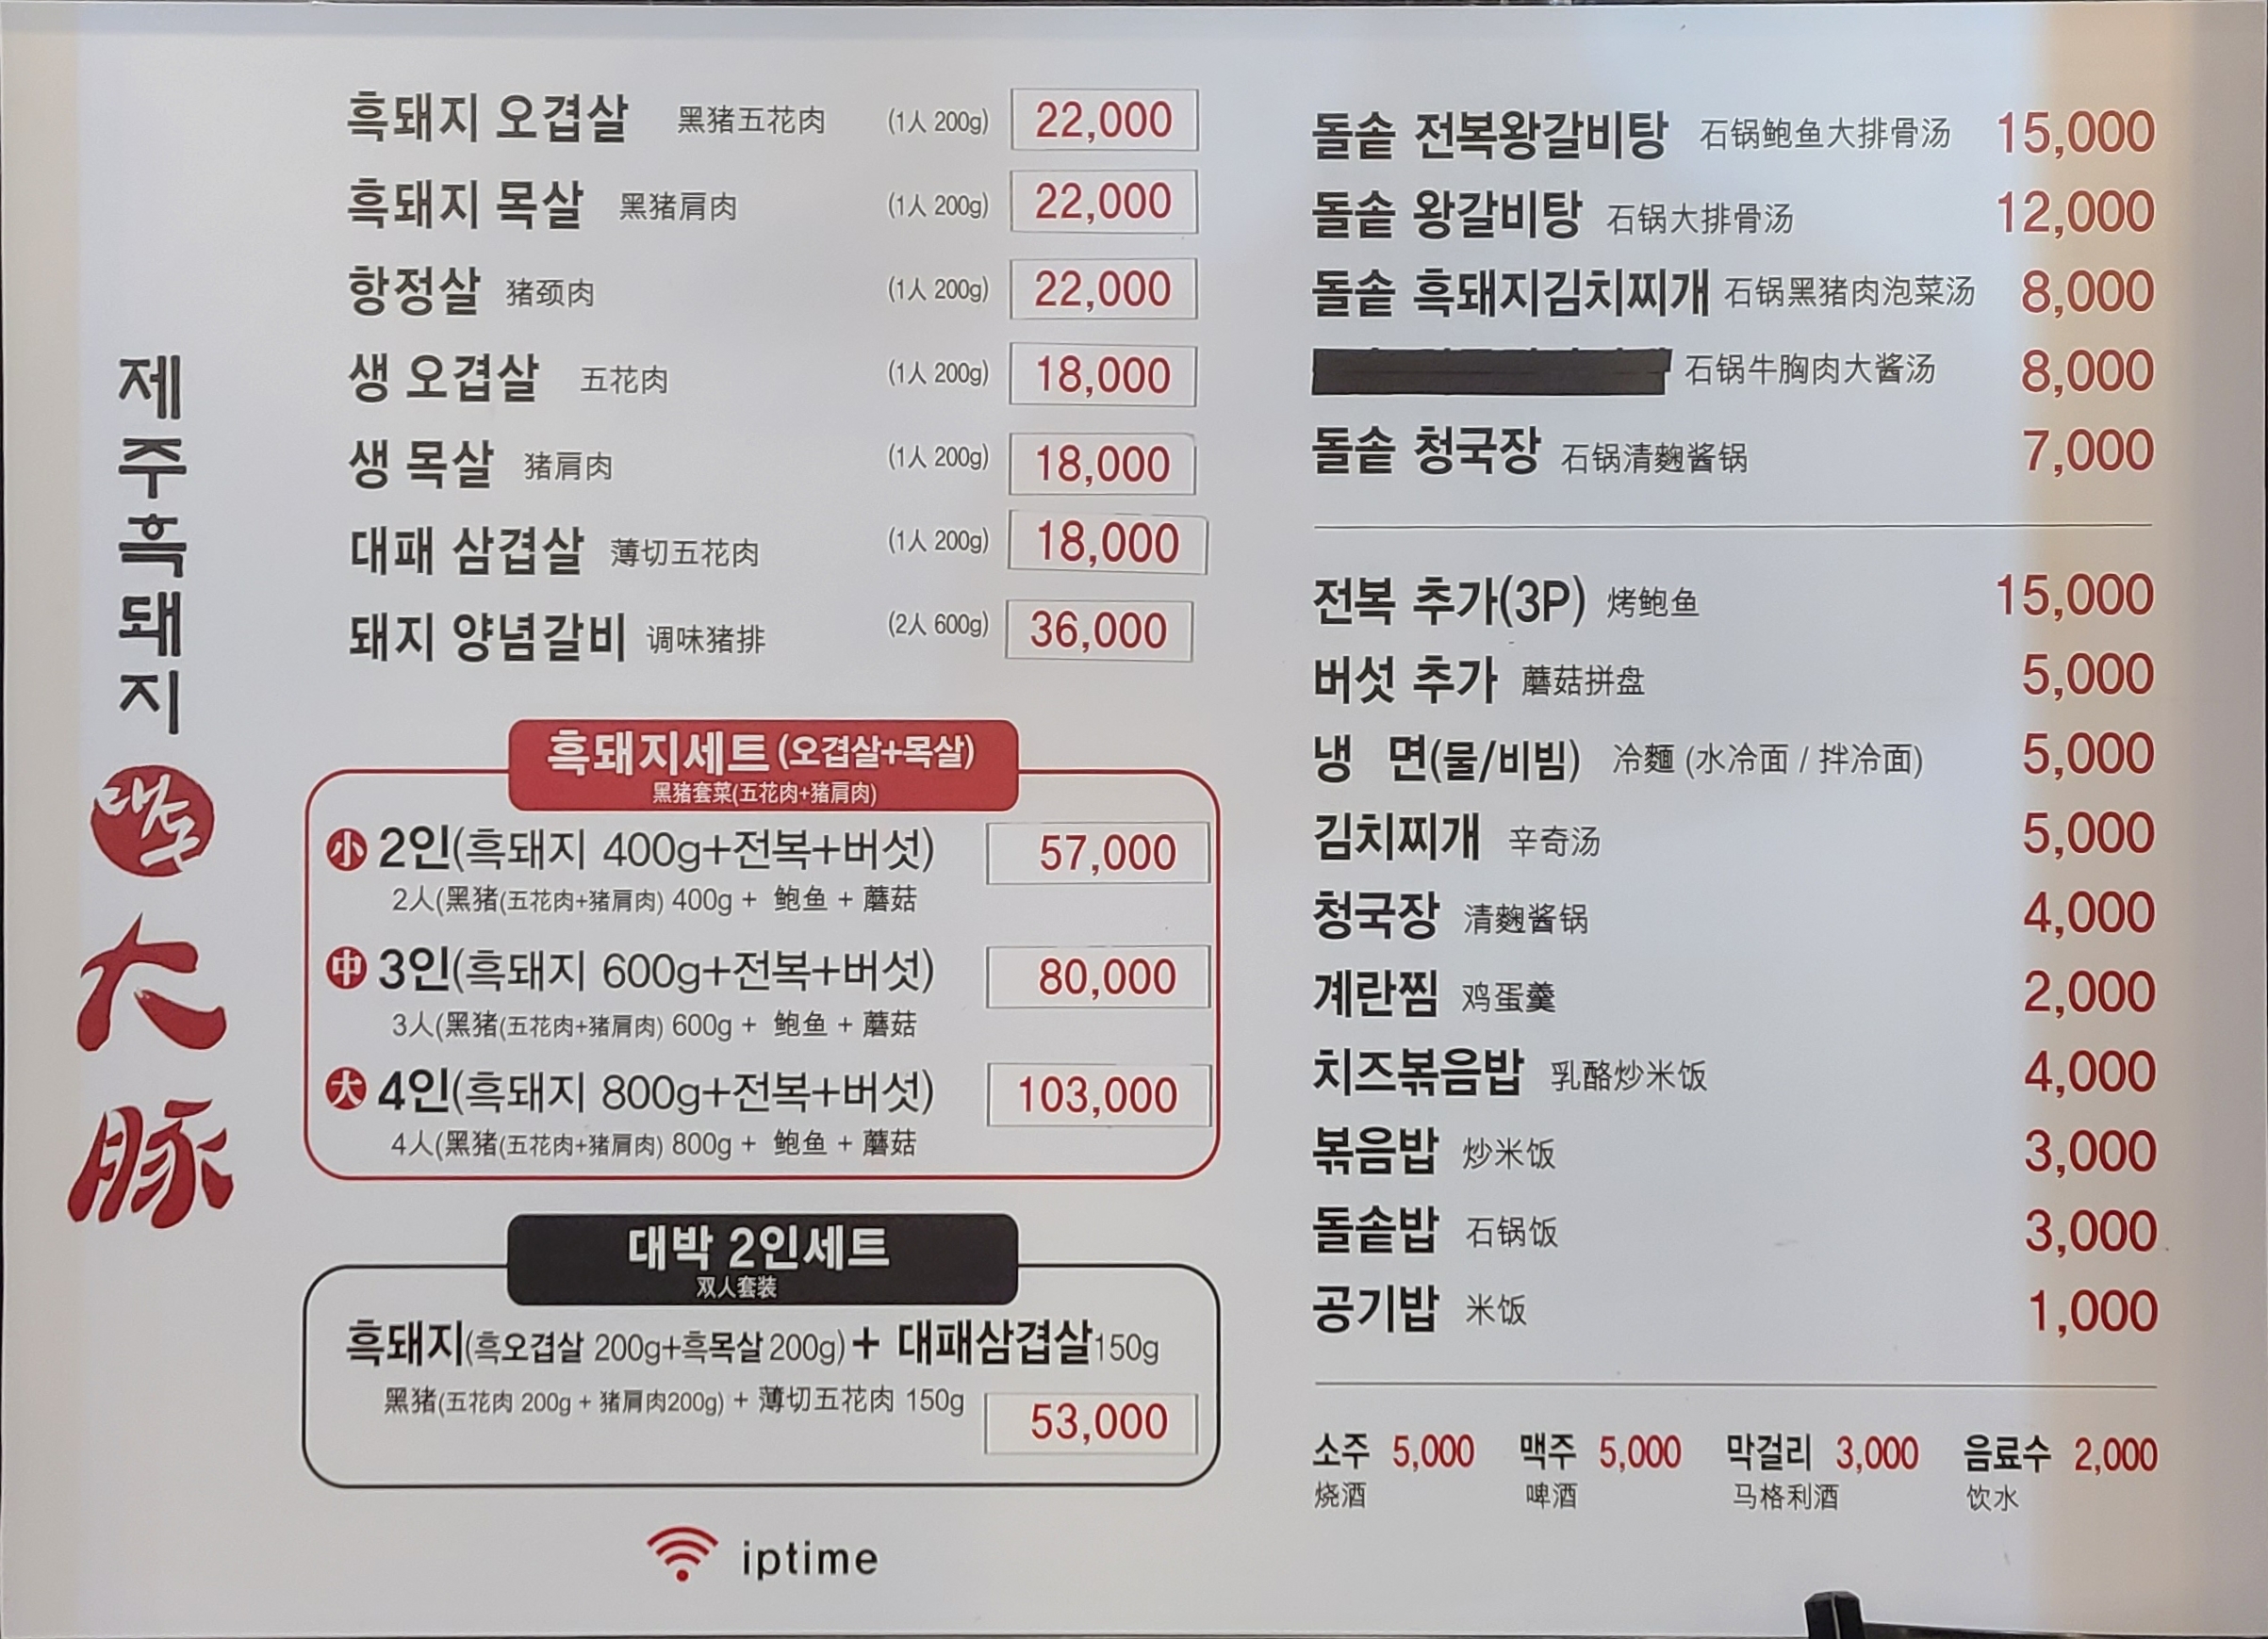 제주흑돼지
대돈
大豚
흑돼지 오겹살 黑猪五花肉 (1人 200g) 22,000
흑돼지 목살 黑猪肩肉 (1人 200g) 22,000
항정살 猪颈肉 (1人 200g) 22,000
생 오겹살 五花肉 (1人 200g) 18,000
생 목살 猪肩肉 (1人 200g) 18,000
대패 삼겹살 薄切五花肉 (1人 200g) 18,000
돼지 양념갈비 调味猪排 (2人 600g) 36,000
흑돼지세트 (오겹살+목살)
黑猪套菜(五花肉+猪肩肉)
小 2인(흑돼지 400g+전복+버섯) 57,000
2人(黑猪(五花肉+猪肩肉) 400g + 鲍鱼 + 蘑菇
中 3인(흑돼지 600g+전복+버섯) 80,000
3人(黑猪(五花肉+猪肩肉) 600g + 鲍鱼 + 蘑菇
大 4인(흑돼지 800g+전복+버섯) 103,000
4人(黑猪(五花肉+猪肩肉) 800g + 鲍鱼 + 蘑菇
대박 2인세트
双人套装
흑돼지(흑오겹살 200g+흑목살 200g) + 대패삼겹살150g
黑猪(五花肉 200g + 猪肩肉200g) + 薄切五花肉 150g
53,000
iptime
돌솥 전복왕갈비탕 石锅鲍鱼大排骨汤 15,000
돌솥 왕갈비탕 石锅大排骨汤 12,000
돌솥 흑돼지김치찌개 石锅黑猪肉泡菜汤 8,000
石锅牛胸肉大酱汤 8,000
돌솥 청국장 石锅清麴酱锅 7,000
전복 추가(3P) 烤鲍鱼 15,000
버섯 추가 蘑菇拼盘 5,000
냉 면(물/비빔) 冷麵 (水冷面 / 拌冷面) 5,000
김치찌개 辛奇汤 5,000
청국장 清麴酱锅 4,000
계란찜 鸡蛋羹 2,000
치즈볶음밥 乳酪炒米饭 4,000
볶음밥 炒米饭 3,000
돌솥밥 石锅饭 3,000
공기밥 米饭 1,000
소주 5,000 맥주 5,000 막걸리 3,000 음료수 2,000
烧酒 啤酒 马格利酒 饮水